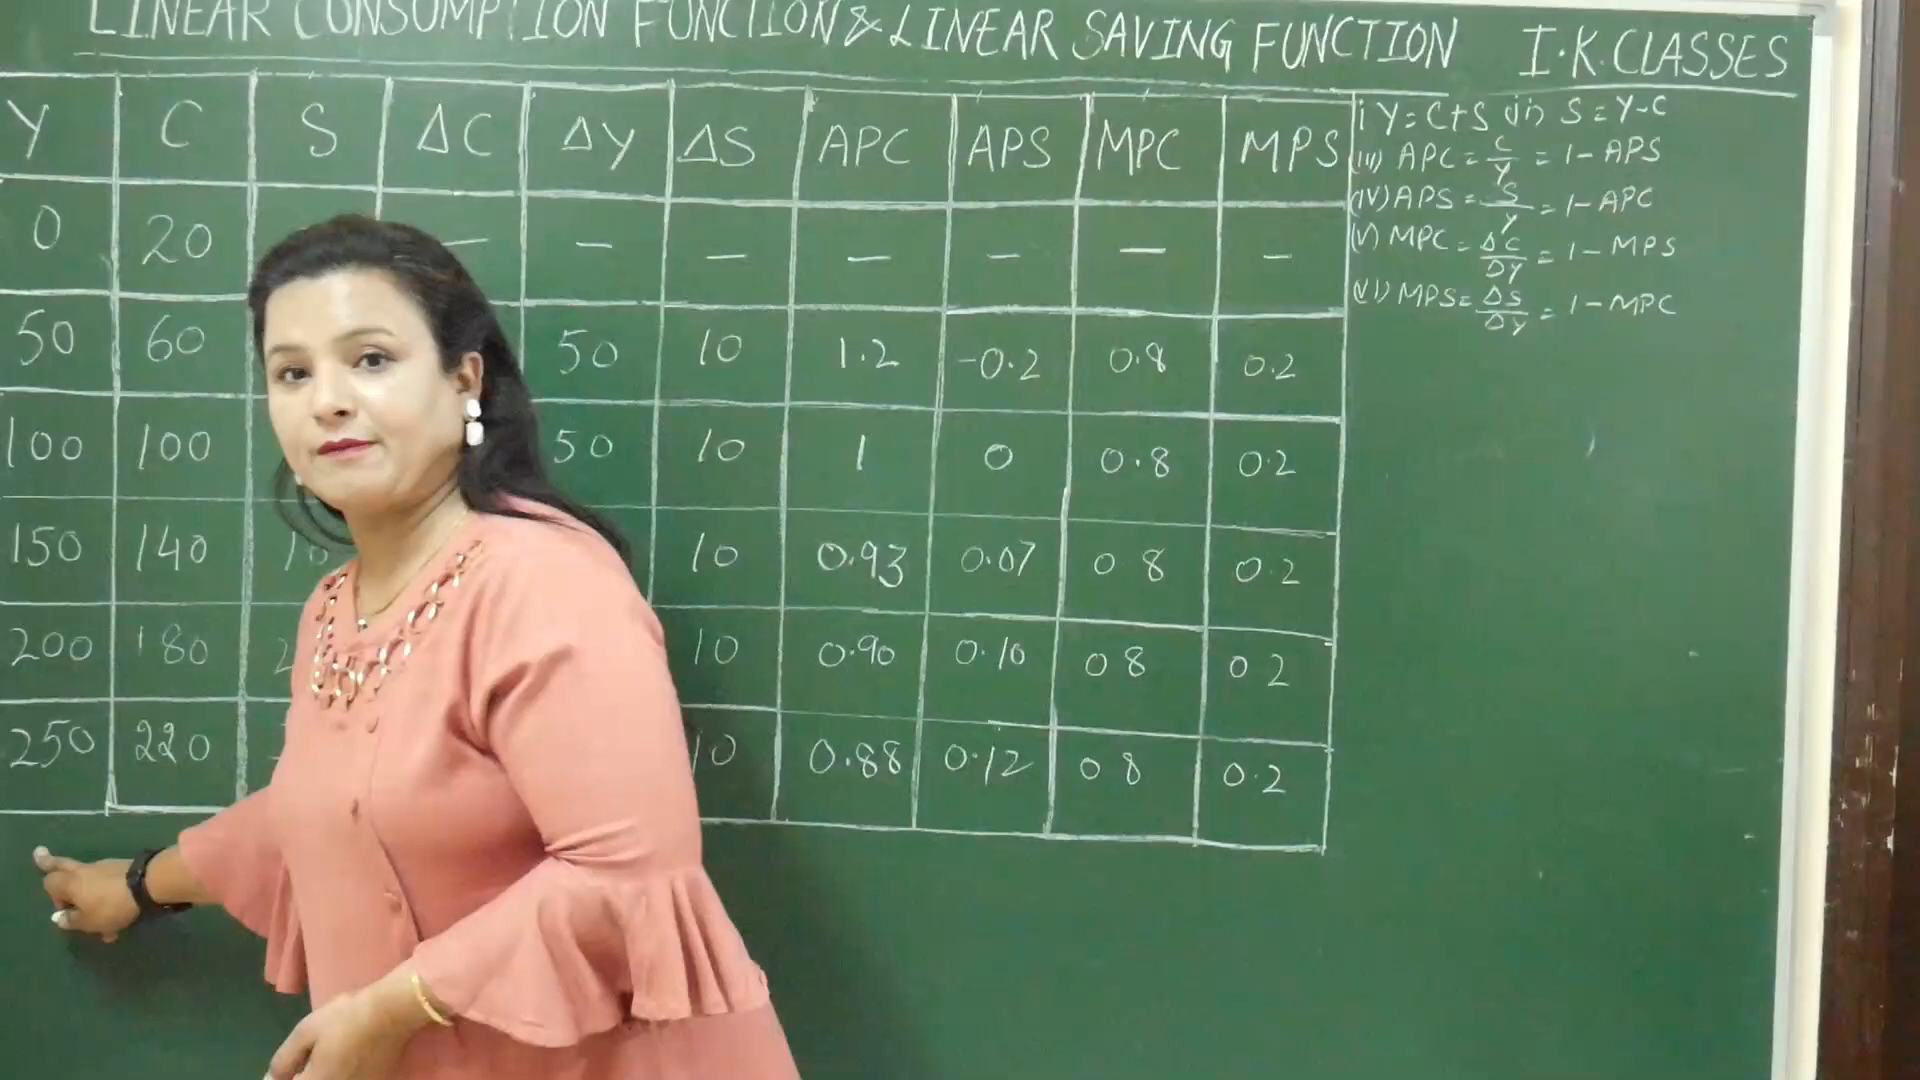 LINEAR CONSUMPTION FUNCTION & LINEAR SAVING FUNCTION I.K.CLASSES
Y C S ΔC ΔY ΔS APC APS MPC MPS
0 20 — — — — — — —
50 60 50 10 1.2 -0.2 0.8 0.2
100 100 50 10 1 0 0.8 0.2
150 140 10 10 0.93 0.07 0.8 0.2
200 180 10 0.90 0.10 0.8 0.2
250 220 10 0.88 0.12 0.8 0.2
i Y = C+S ii) S = Y-C
(iii) APC = C/Y = 1-APS
(iv) APS = S/Y = 1-APC
(v) MPC = ΔC/ΔY = 1-MPS
(vi) MPS = ΔS/ΔY = 1-MPC